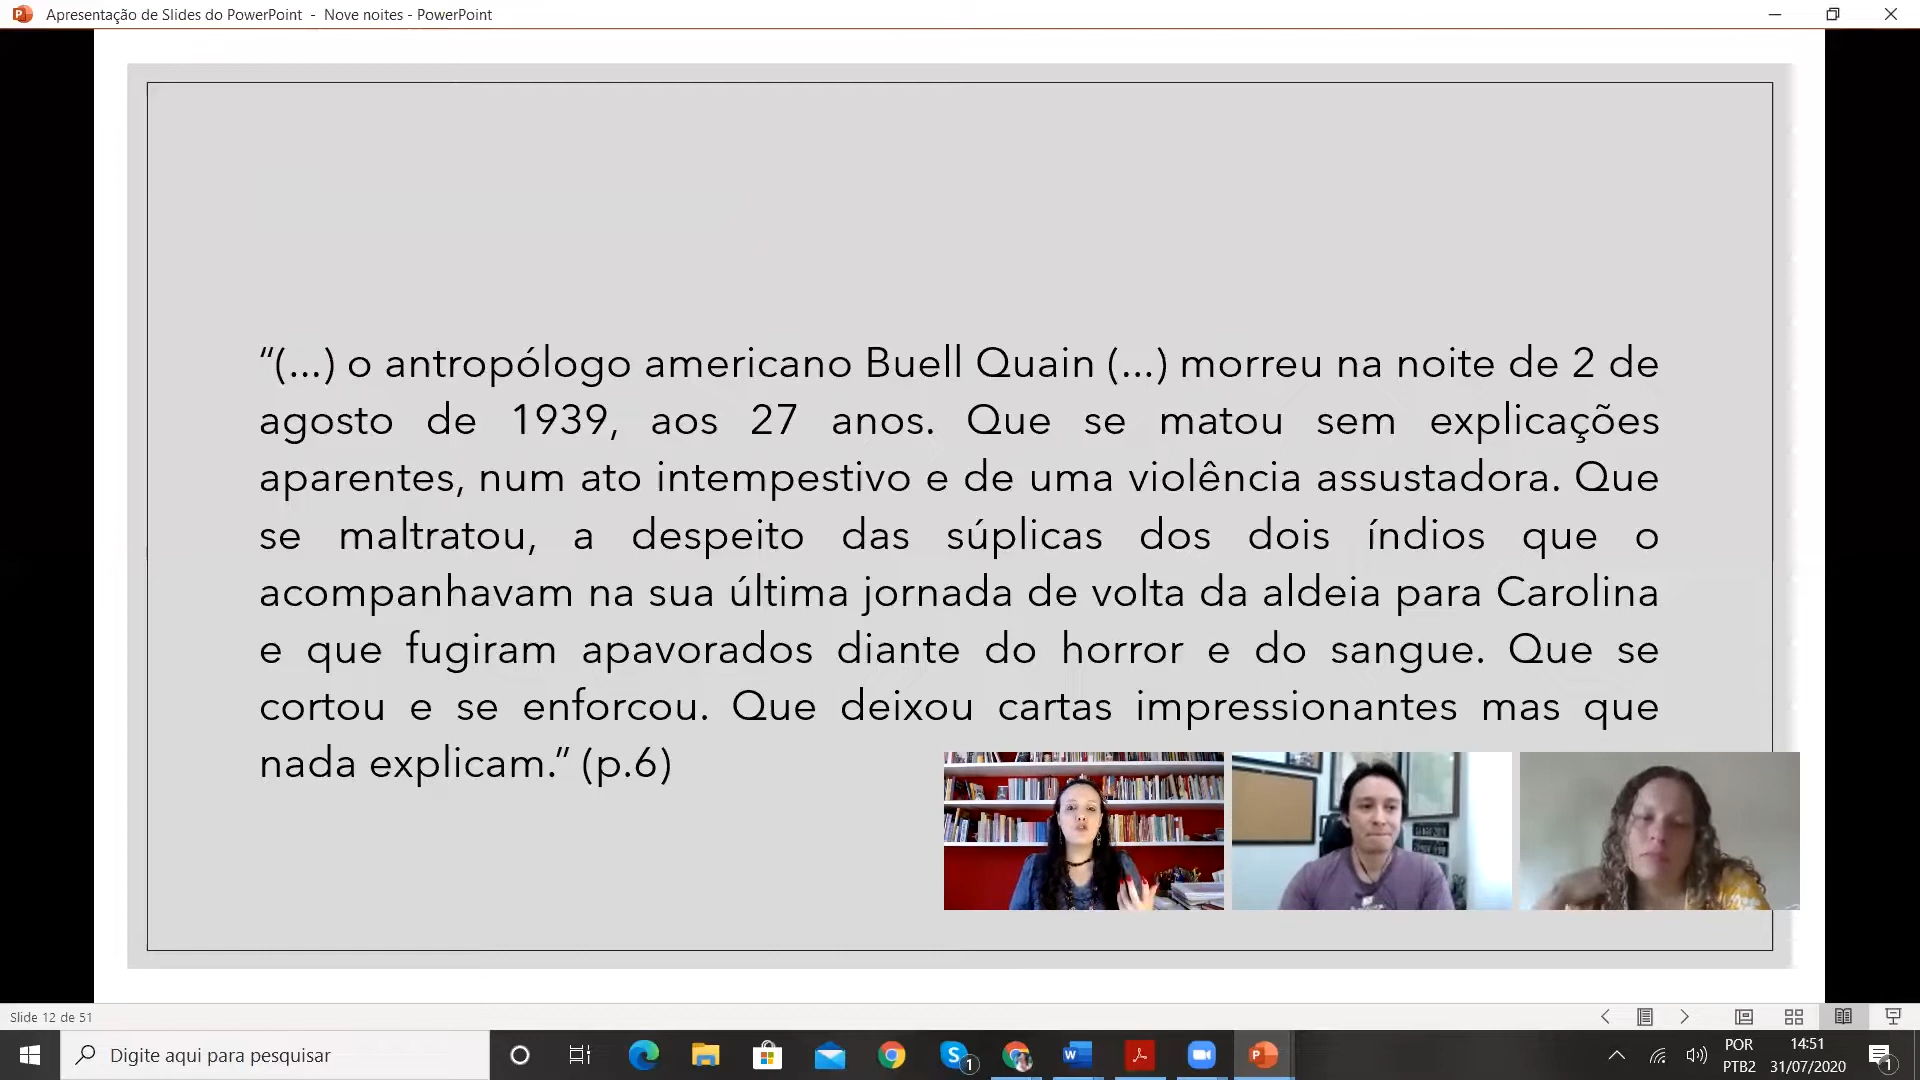 Apresentação de Slides do PowerPoint - Nove noites - PowerPoint
“(...) o antropólogo americano Buell Quain (...) morreu na noite de 2 de
agosto de 1939, aos 27 anos. Que se matou sem explicações
aparentes, num ato intempestivo e de uma violência assustadora. Que
se maltratou, a despeito das súplicas dos dois índios que o
acompanhavam na sua última jornada de volta da aldeia para Carolina
e que fugiram apavorados diante do horror e do sangue. Que se
cortou e se enforcou. Que deixou cartas impressionantes mas que
nada explicam.” (p.6)
Slide 12 de 51
Digite aqui para pesquisar
1
POR
PTB2
14:51
31/07/2020
1